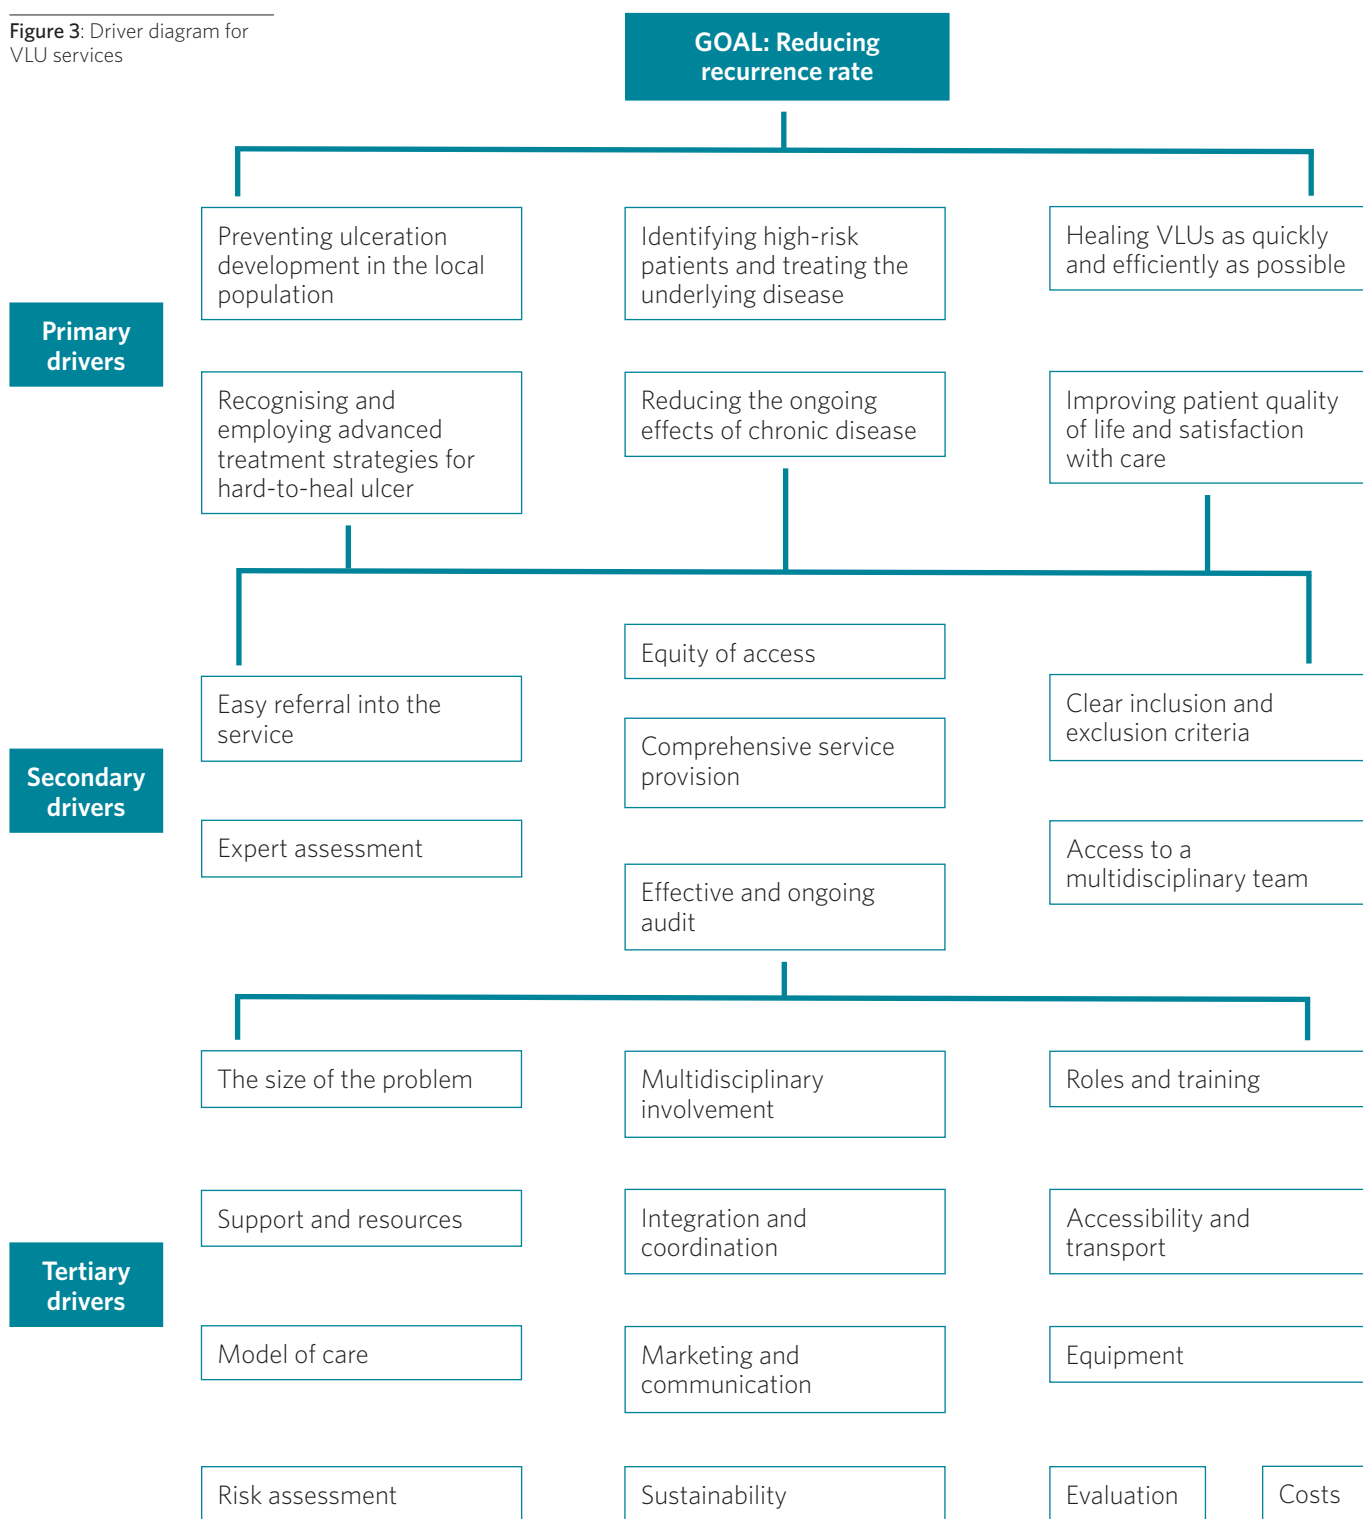 Figure 3: Driver diagram for
VLU services
GOAL: Reducing
recurrence rate
Primary
drivers
Preventing ulceration
development in the local
population
Identifying high-risk
patients and treating the
underlying disease
Healing VLUs as quickly
and efficiently as possible
Recognising and
employing advanced
treatment strategies for
hard-to-heal ulcer
Reducing the ongoing
effects of chronic disease
Improving patient quality
of life and satisfaction
with care
Secondary
drivers
Easy referral into the
service
Equity of access
Clear inclusion and
exclusion criteria
Comprehensive service
provision
Expert assessment
Effective and ongoing
audit
Access to a
multidisciplinary team
Tertiary
drivers
The size of the problem
Multidisciplinary
involvement
Roles and training
Support and resources
Integration and
coordination
Accessibility and
transport
Model of care
Marketing and
communication
Equipment
Risk assessment
Sustainability
Evaluation
Costs